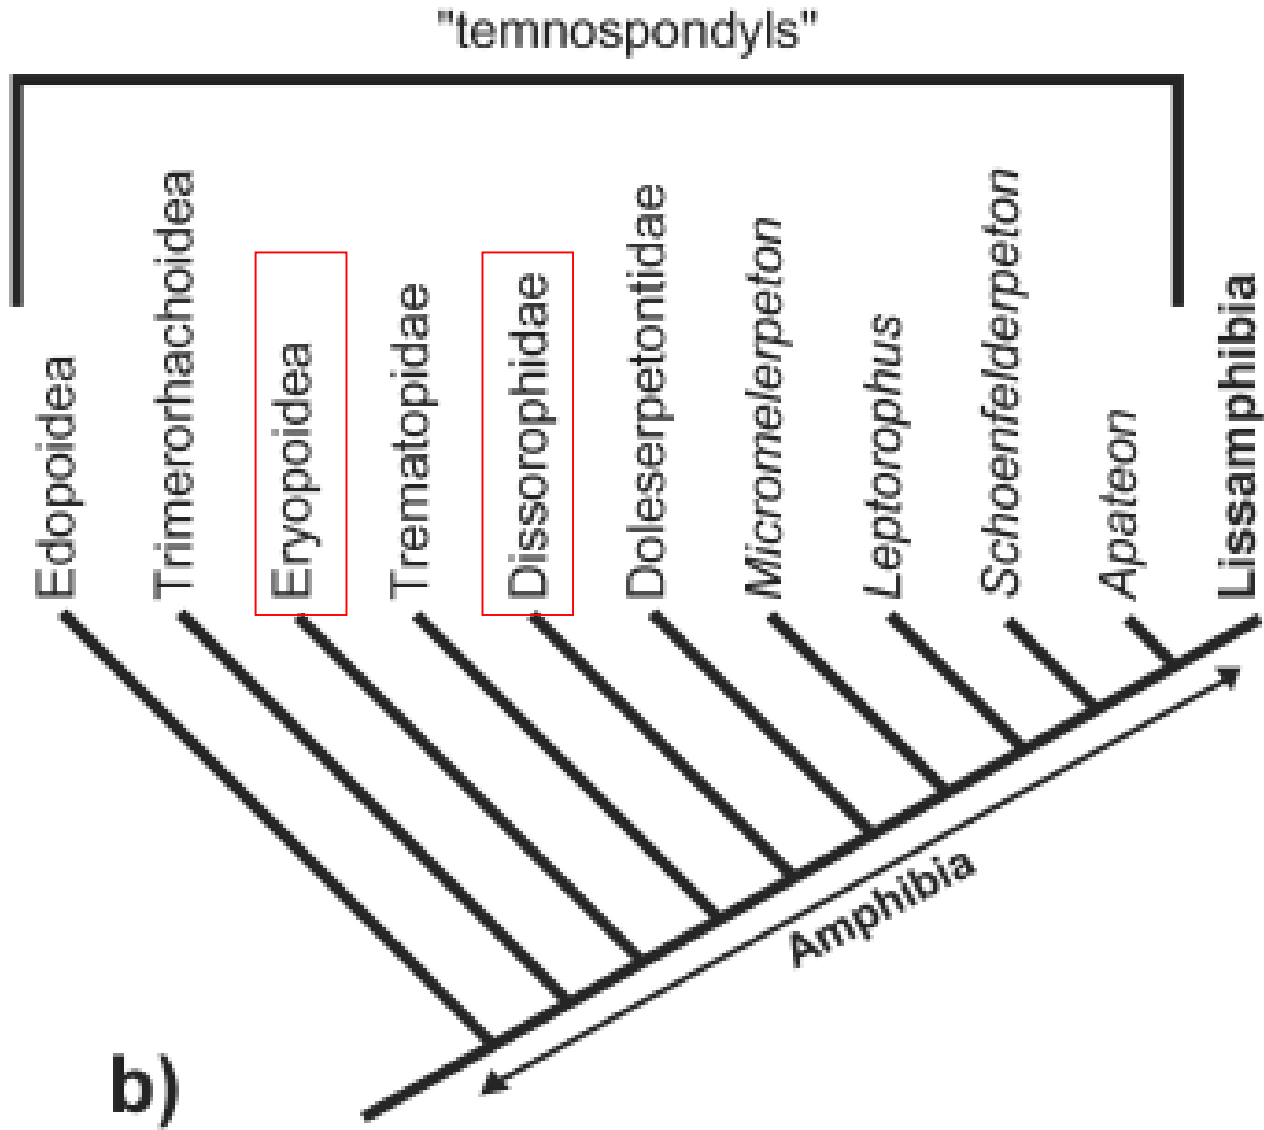 "temnospondyls"
Edopoidea
Trimerorhachoidea
Eryopoidea
Trematopidae
Dissorophidae
Doleserpetontidae
Micromelerpeton
Leptorophus
Schoenfelderpeton
Apateon
Lissamphibia
Amphibia
b)